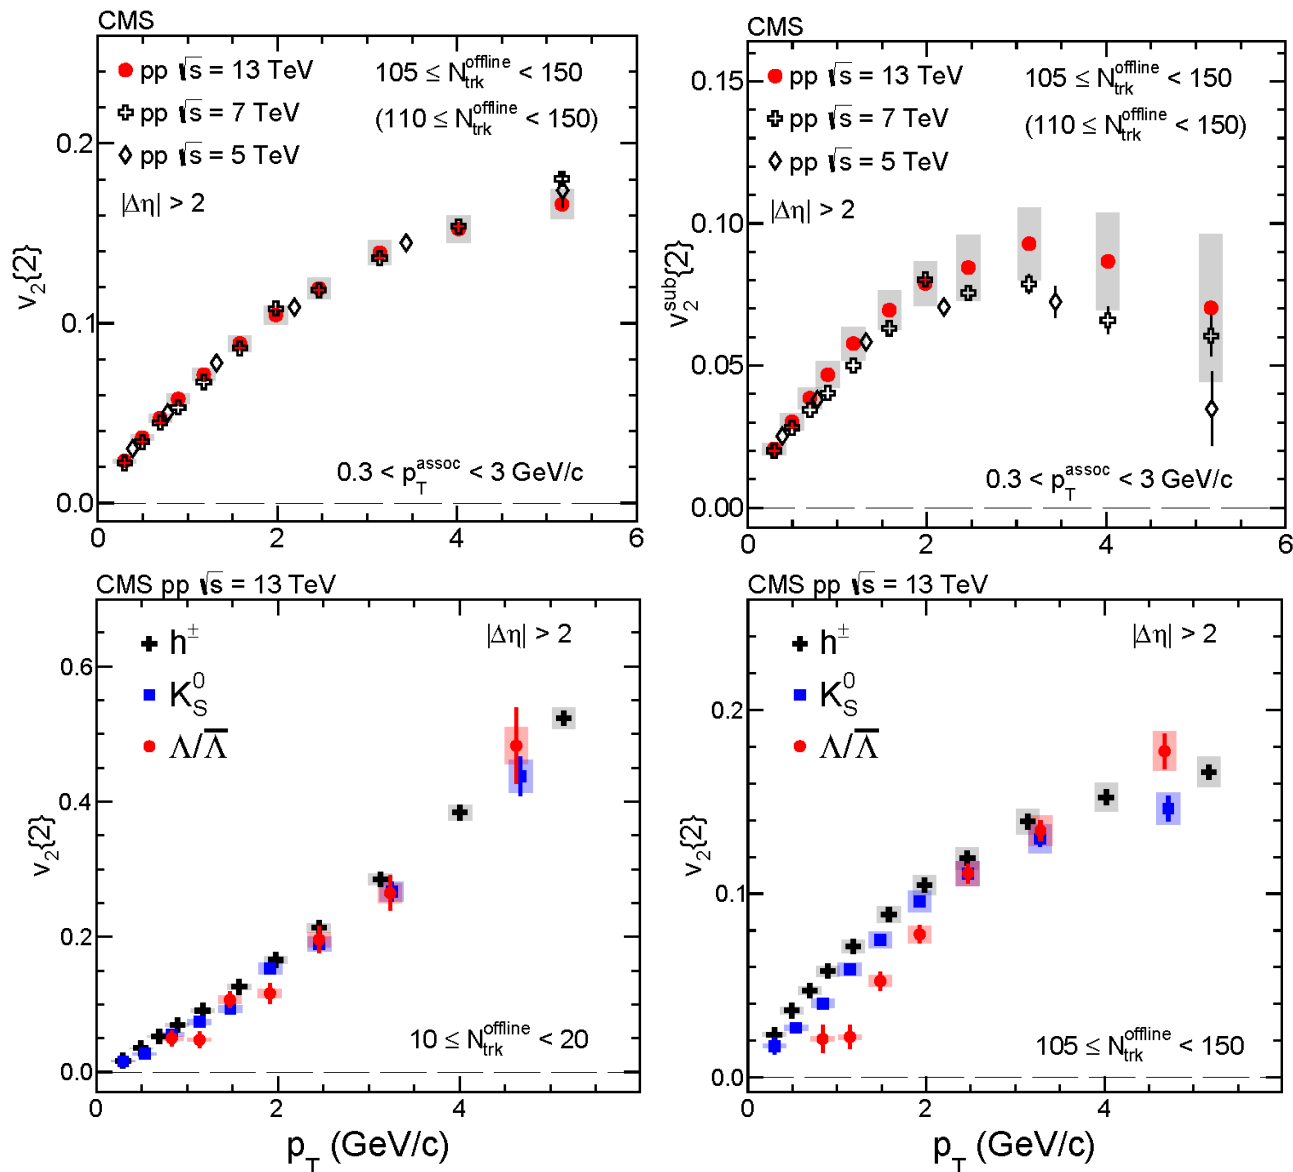 CMS
pp √s = 13 TeV
pp √s = 7 TeV
pp √s = 5 TeV
|Δη| > 2
105 ≤ N_trk^offline < 150
(110 ≤ N_trk^offline < 150)
0.3 < p_T^assoc < 3 GeV/c
v₂{2}
0.2
0.1
0.0
0 2 4 6
CMS
pp √s = 13 TeV
pp √s = 7 TeV
pp √s = 5 TeV
|Δη| > 2
105 ≤ N_trk^offline < 150
(110 ≤ N_trk^offline < 150)
0.3 < p_T^assoc < 3 GeV/c
v₂^sub{2}
0.15
0.10
0.05
0.00
0 2 4 6
CMS pp √s = 13 TeV
h^±
K_S^0
Λ/Λ̅
|Δη| > 2
10 ≤ N_trk^offline < 20
v₂{2}
0.6
0.4
0.2
0.0
0 2 4
p_T (GeV/c)
CMS pp √s = 13 TeV
h^±
K_S^0
Λ/Λ̅
|Δη| > 2
105 ≤ N_trk^offline < 150
v₂{2}
0.2
0.1
0.0
0 2 4
p_T (GeV/c)